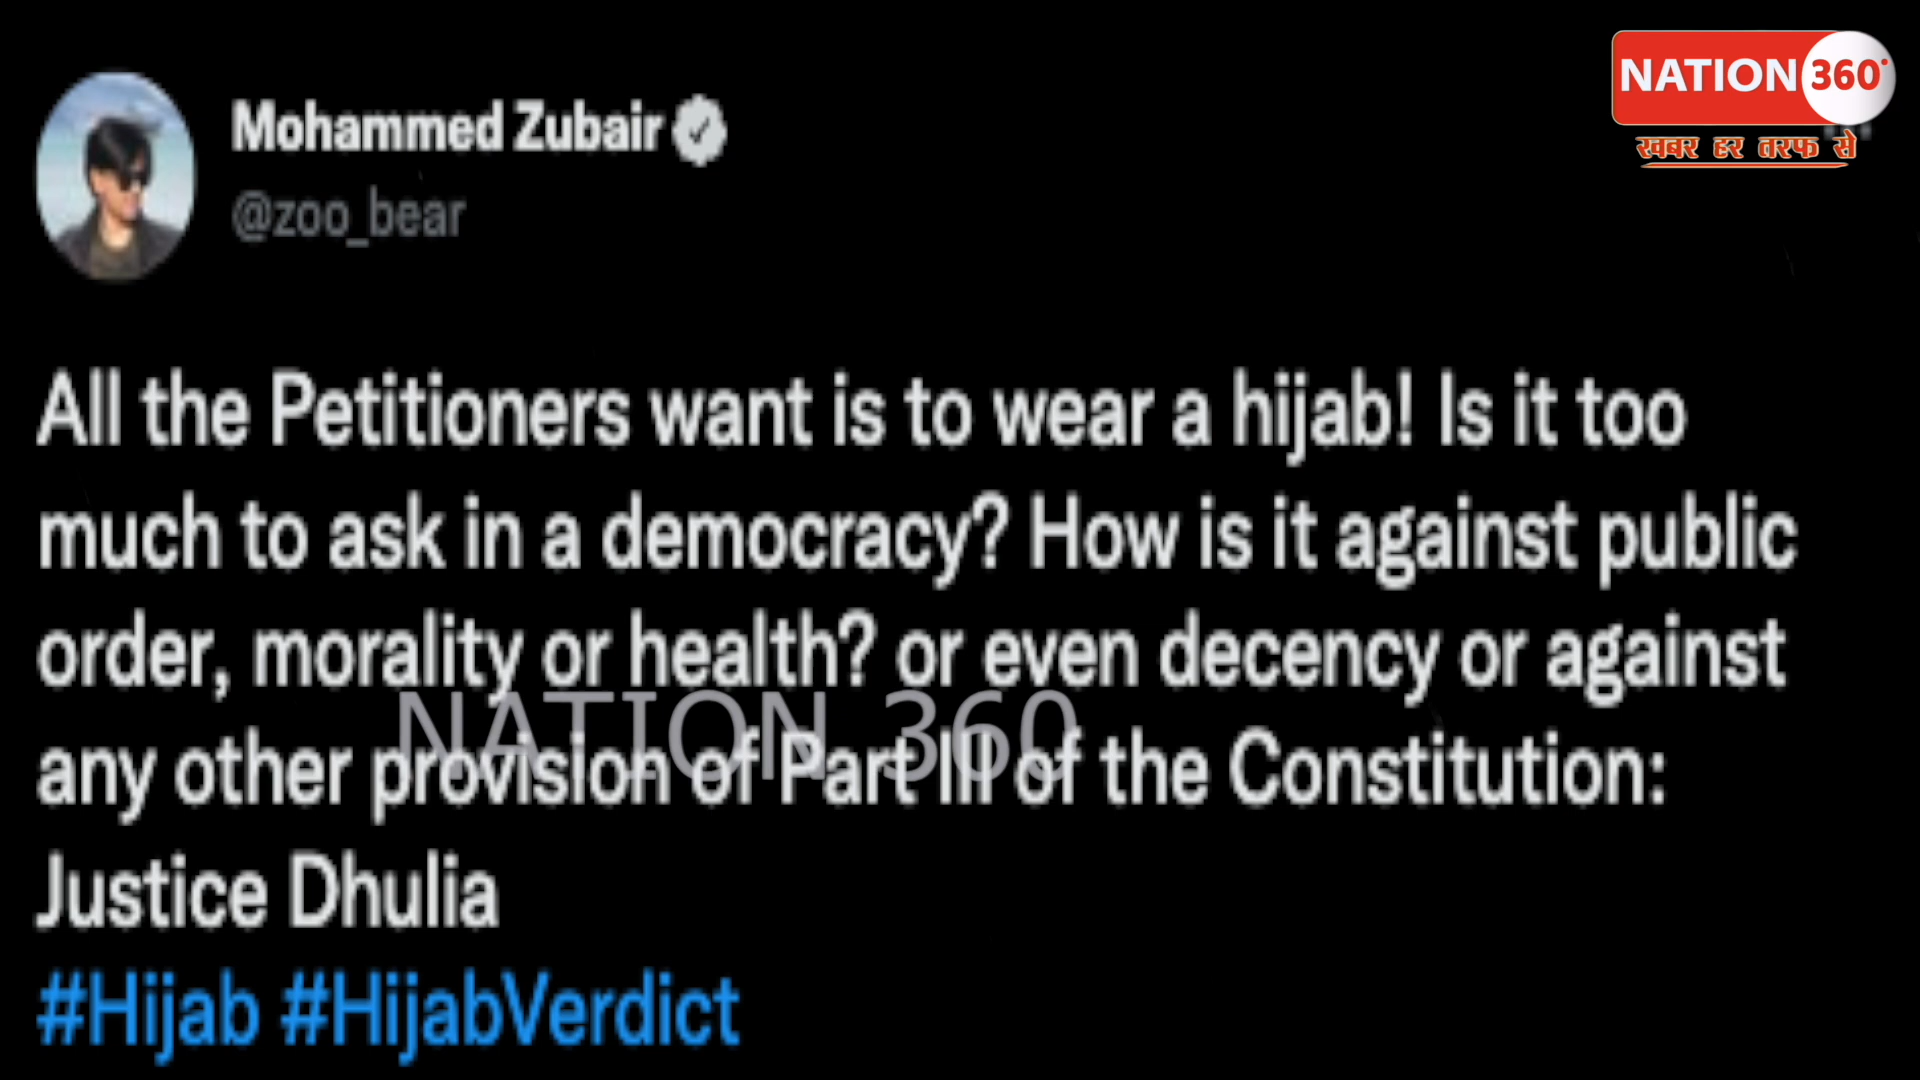 NATION 360°
खबर हर तरफ से
Mohammed Zubair
@zoo_bear
All the Petitioners want is to wear a hijab! Is it too
much to ask in a democracy? How is it against public
order, morality or health? or even decency or against
any other provision of Part III of the Constitution:
Justice Dhulia
#Hijab #HijabVerdict
NATION 360